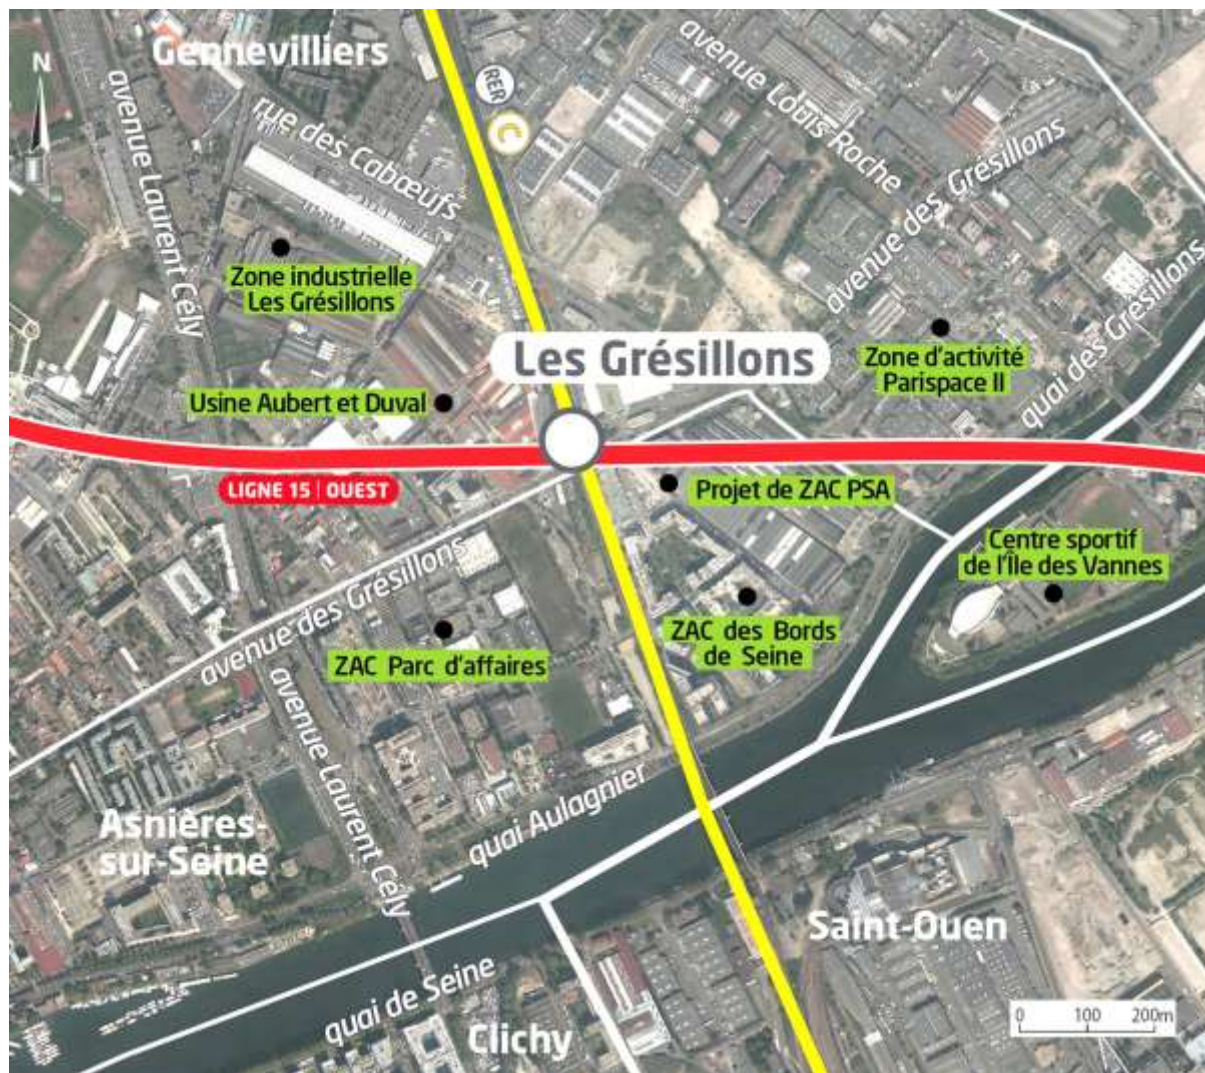 Gennevilliers
N
avenue Laurent Cély
rue des Cabœufs
RER
C
avenue Louis Roche
avenue des Grésillons
quai des Grésillons
Zone industrielle
Les Grésillons
Les Grésillons
Zone d'activité
Parispace II
Usine Aubert et Duval
LIGNE 15 | OUEST
Projet de ZAC PSA
Centre sportif
de l'Île des Vannes
avenue des Grésillons
ZAC Parc d'affaires
ZAC des Bords
de Seine
avenue Laurent Cély
Asnières-
sur-Seine
quai Aulagnier
quai de Seine
Clichy
Saint-Ouen
0 100 200m